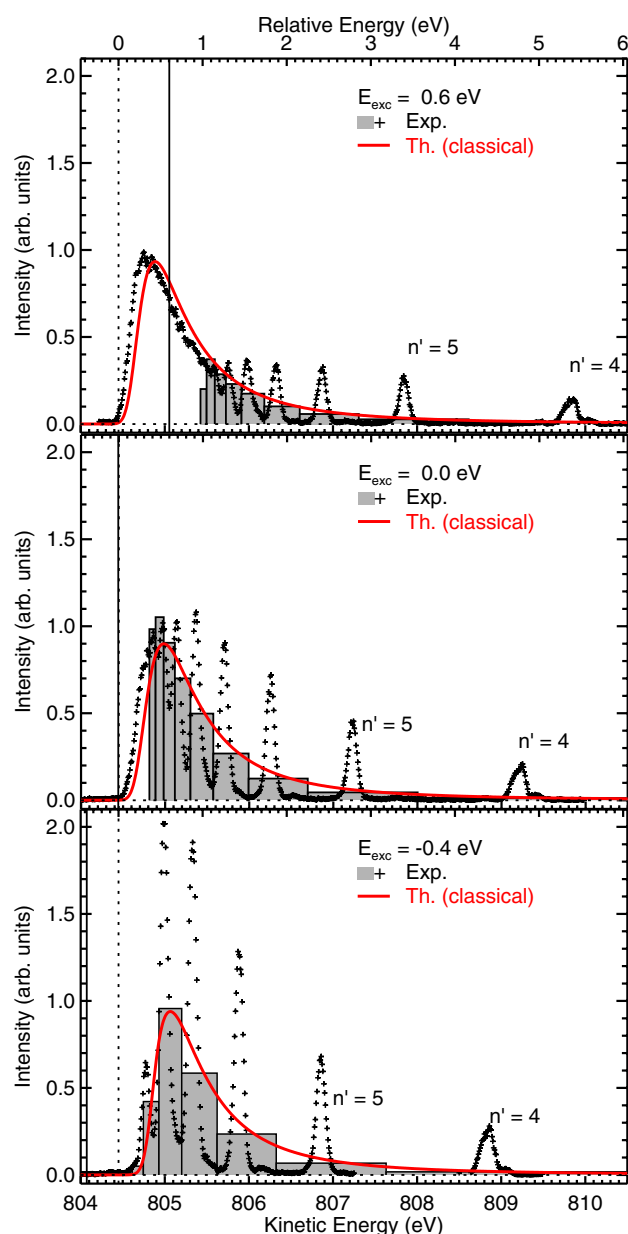 Relative Energy (eV)
0 1 2 3 4 5 6
2.0
1.5
1.0
0.5
0.0
Intensity (arb. units)
E_exc = 0.6 eV
+ Exp.
Th. (classical)
n' = 5
n' = 4
2.0
1.5
1.0
0.5
0.0
Intensity (arb. units)
E_exc = 0.0 eV
+ Exp.
Th. (classical)
n' = 5
n' = 4
2.0
1.5
1.0
0.5
0.0
Intensity (arb. units)
E_exc = -0.4 eV
+ Exp.
Th. (classical)
n' = 5
n' = 4
804 805 806 807 808 809 810
Kinetic Energy (eV)